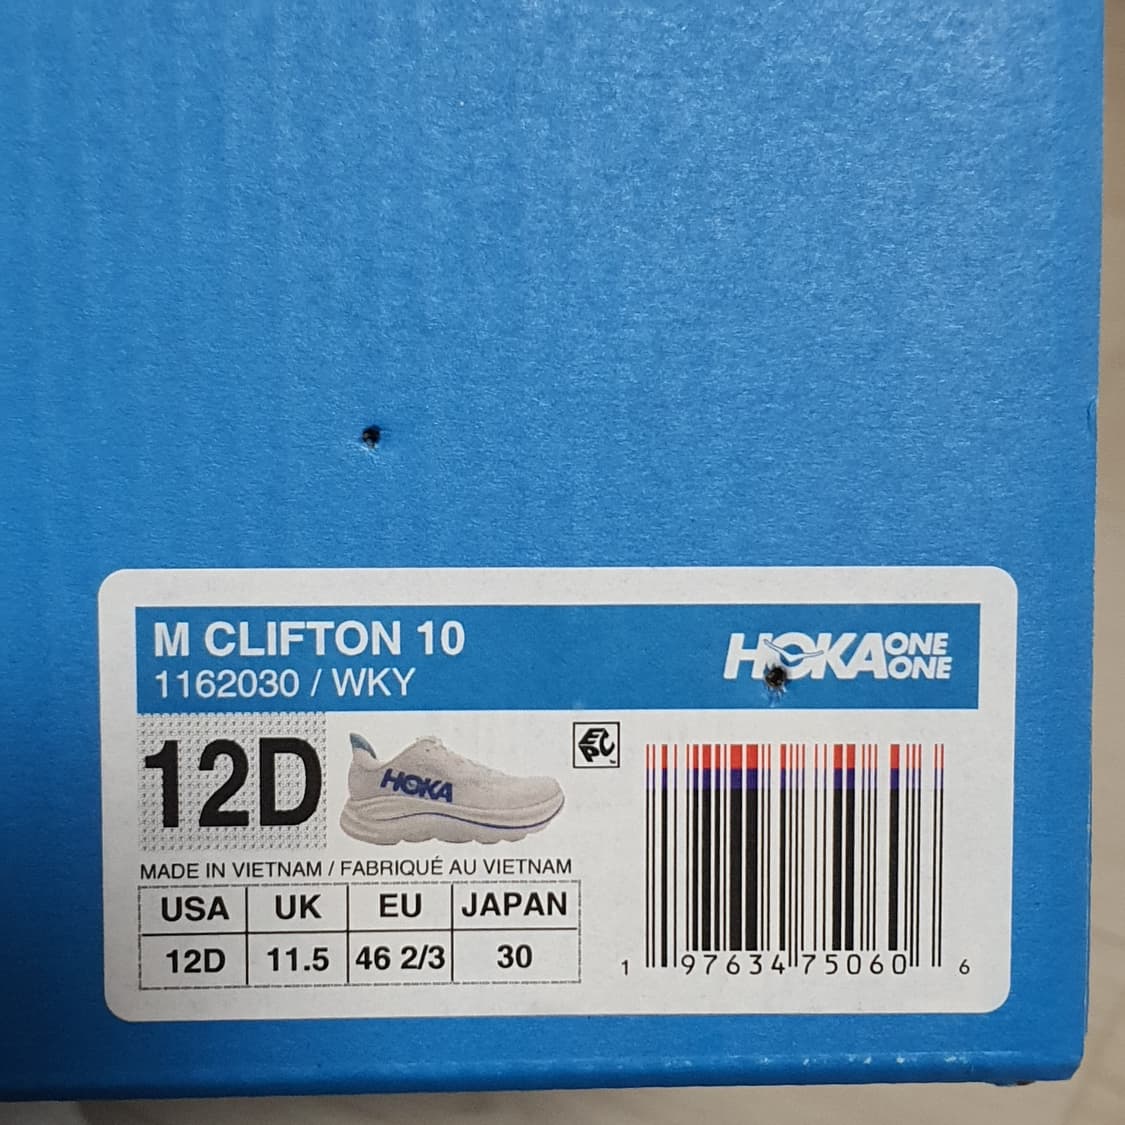 M CLIFTON 10
1162030 / WKY
HOKA ONE ONE
12D
HOKA
EPC
MADE IN VIETNAM / FABRIQUÉ AU VIETNAM
USA UK EU JAPAN
12D 11.5 46 2/3 30
1 97634 75060 6